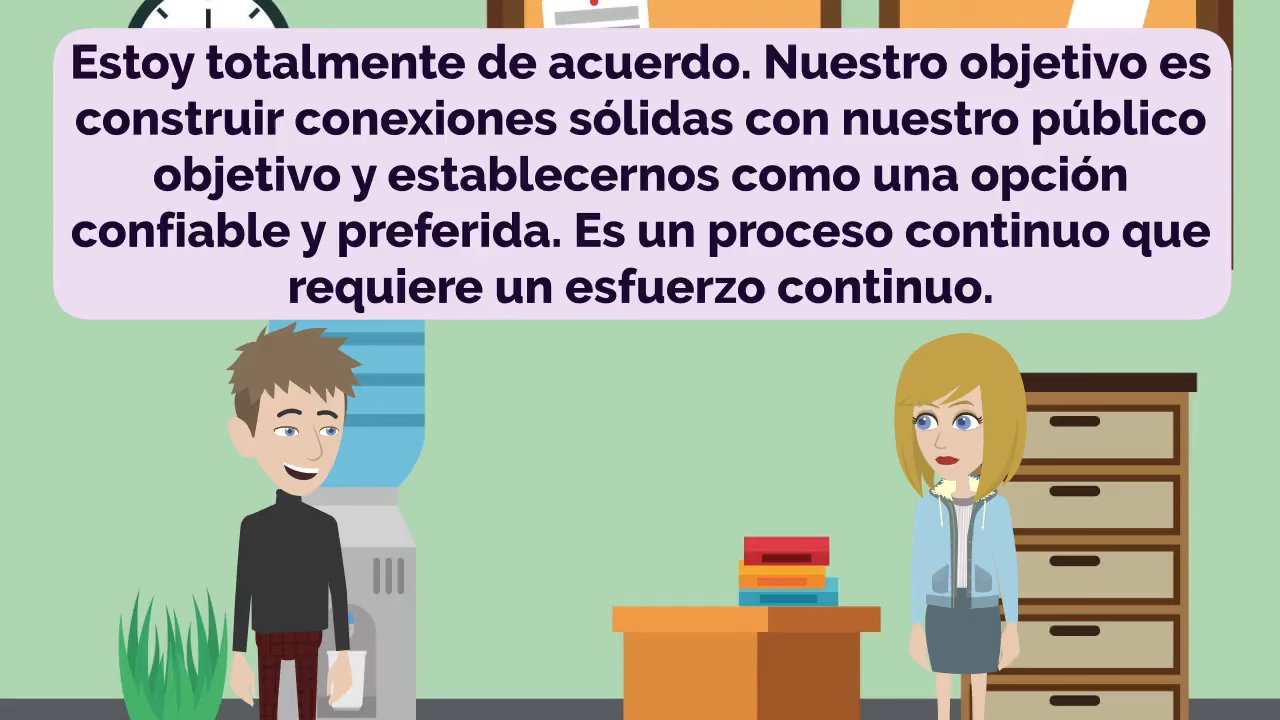 Estoy totalmente de acuerdo. Nuestro objetivo es
construir conexiones sólidas con nuestro público
objetivo y establecernos como una opción
confiable y preferida. Es un proceso continuo que
requiere un esfuerzo continuo.